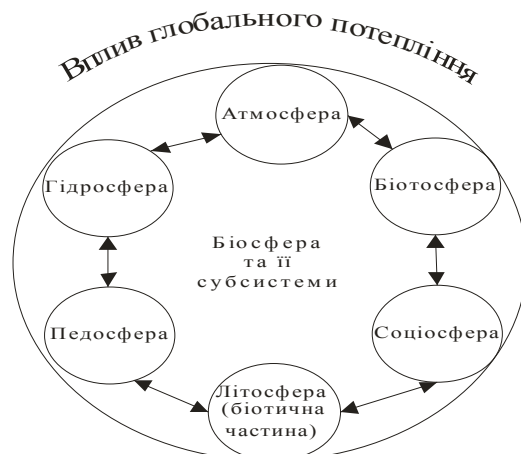 Вплив глобального потепління
Атмосфера
Гідросфера
Біотосфера
Біосфера
та її
субсистеми
Педосфера
Соціосфера
Літосфера
(біотична
частина)